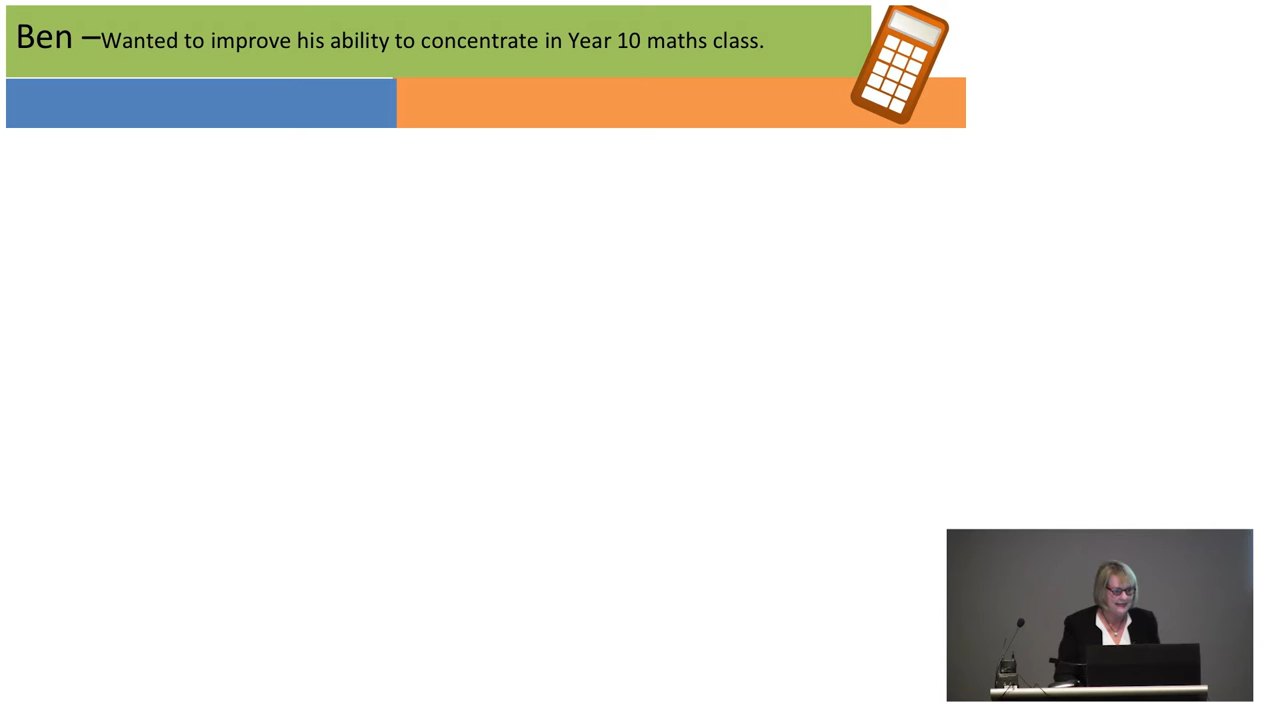 Ben –Wanted to improve his ability to concentrate in Year 10 maths class.